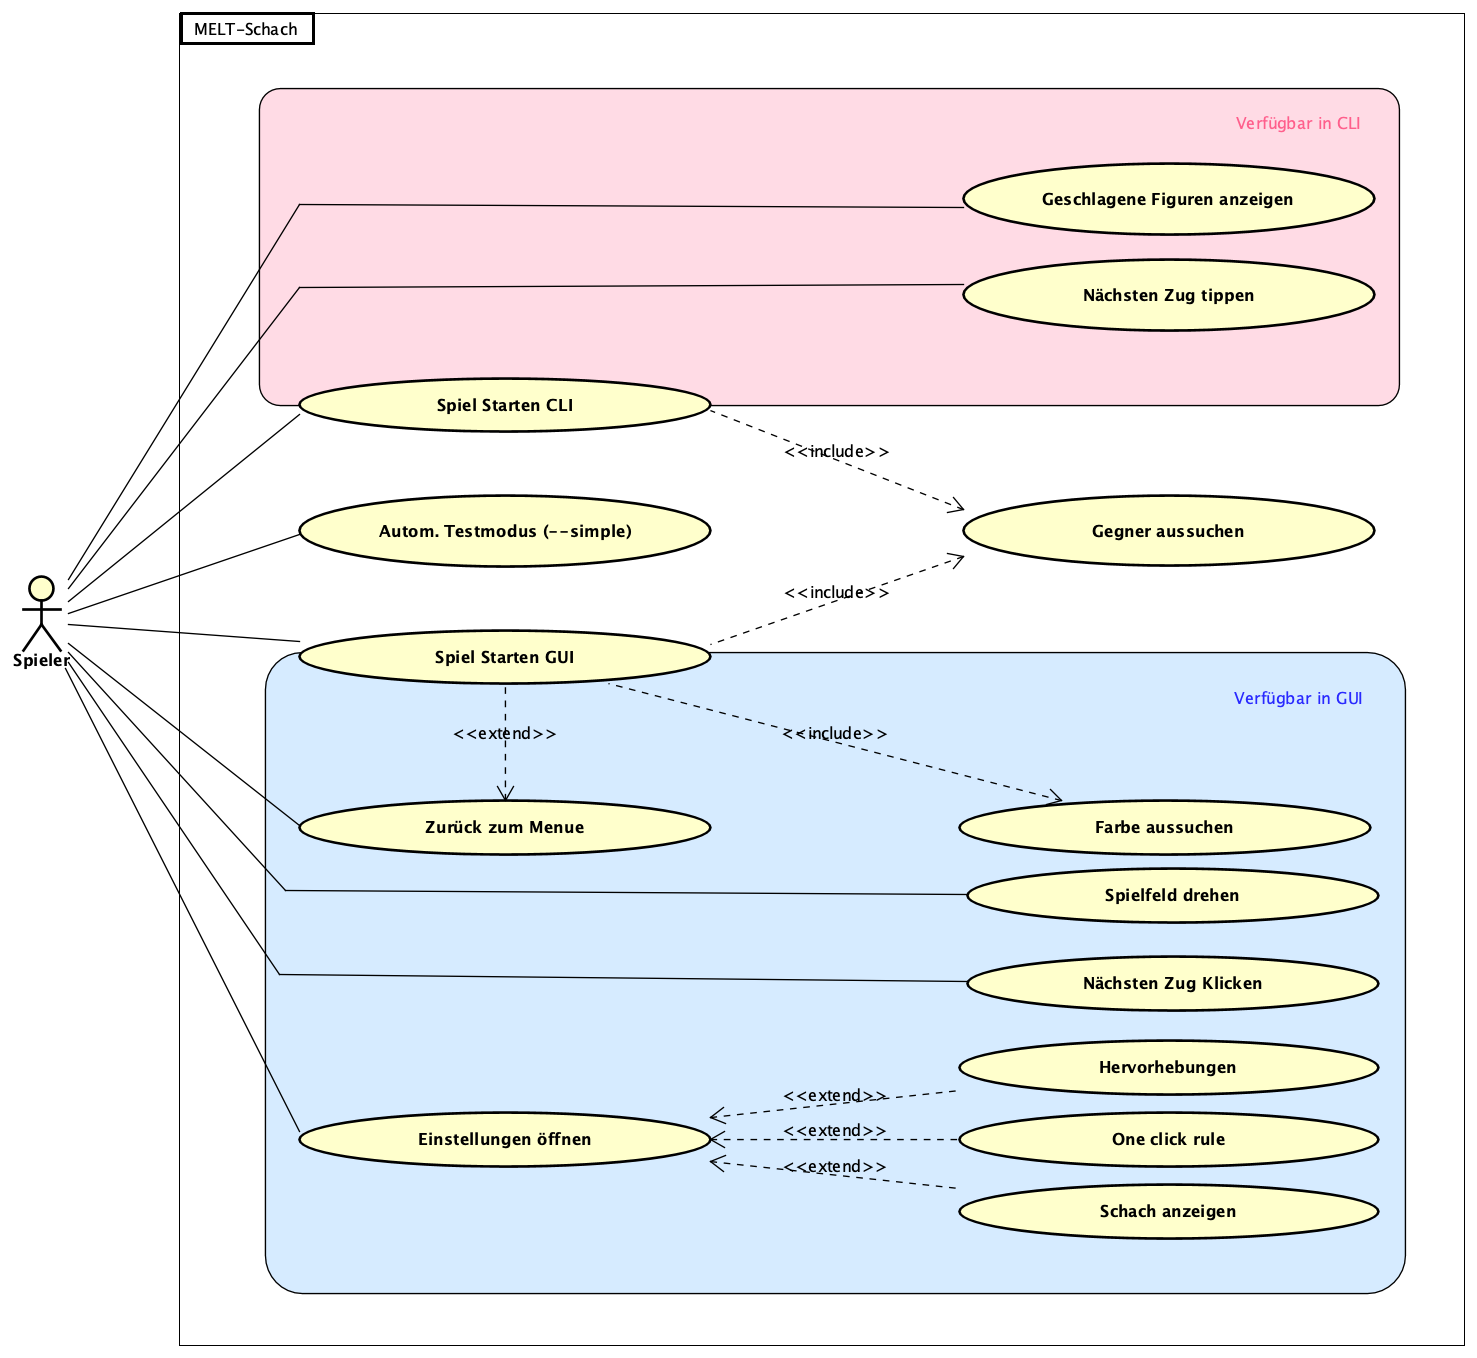 MELT-Schach
Verfügbar in CLI
Geschlagene Figuren anzeigen
Nächsten Zug tippen
Spiel Starten CLI
<<include>>
Autom. Testmodus (--simple)
Gegner aussuchen
<<include>>
Spieler
Spiel Starten GUI
Verfügbar in GUI
<<extend>>
<<include>>
Zurück zum Menue
Farbe aussuchen
Spielfeld drehen
Nächsten Zug Klicken
Hervorhebungen
<<extend>>
Einstellungen öffnen
<<extend>>
One click rule
<<extend>>
Schach anzeigen